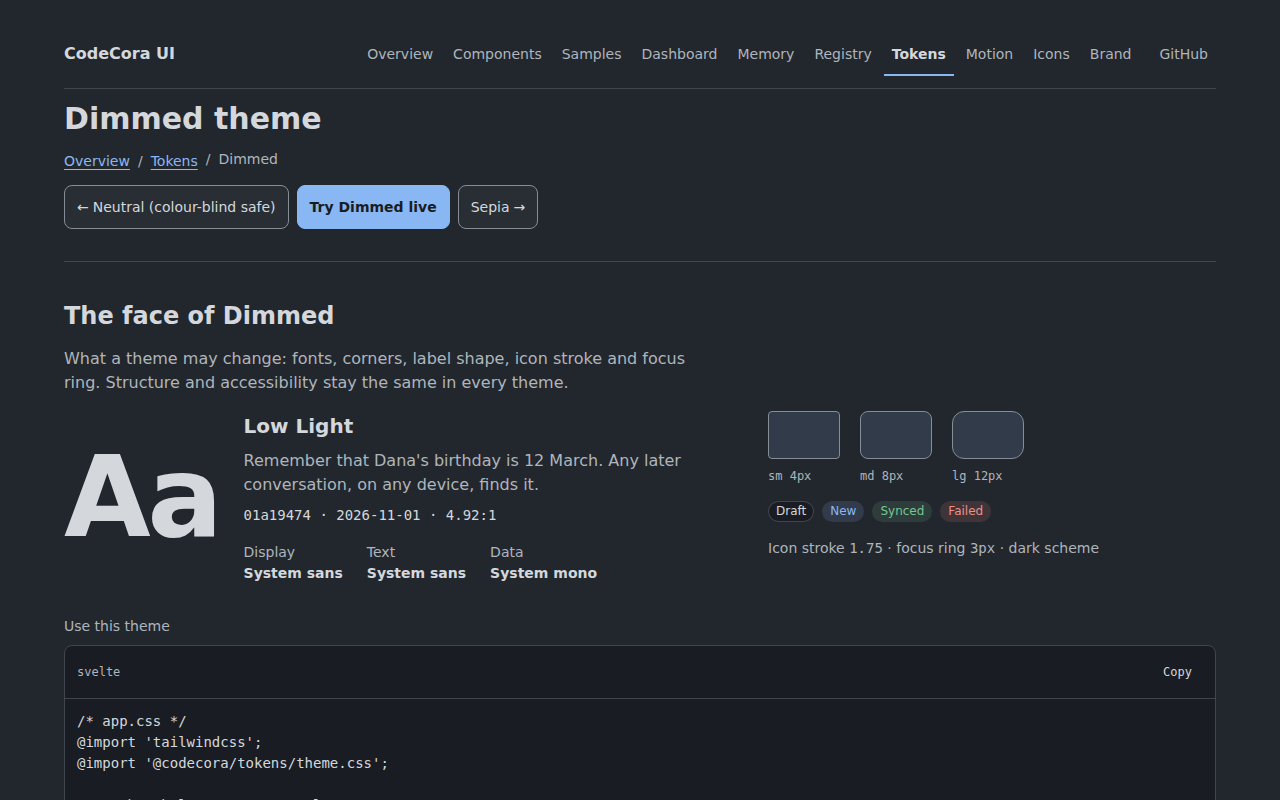 CodeCora UI
Overview Components Samples Dashboard Memory Registry Tokens Motion Icons Brand GitHub
Dimmed theme
Overview / Tokens / Dimmed
← Neutral (colour-blind safe) Try Dimmed live Sepia →
The face of Dimmed
What a theme may change: fonts, corners, label shape, icon stroke and focus
ring. Structure and accessibility stay the same in every theme.
Aa
Low Light
Remember that Dana's birthday is 12 March. Any later
conversation, on any device, finds it.
01a19474 · 2026-11-01 · 4.92:1
Display Text Data
System sans System sans System mono
sm 4px md 8px lg 12px
Draft New Synced Failed
Icon stroke 1.75 · focus ring 3px · dark scheme
Use this theme
svelte Copy
/* app.css */
@import 'tailwindcss';
@import '@codecora/tokens/theme.css';